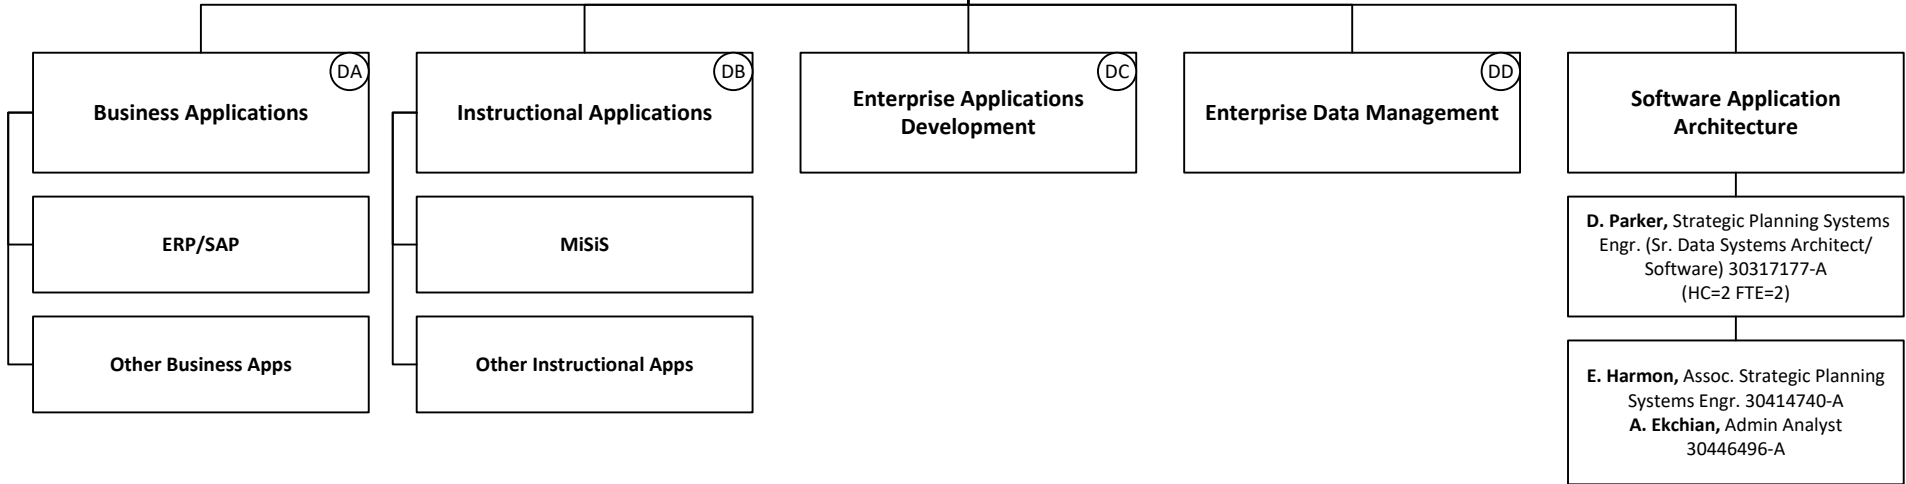 DA
Business Applications
ERP/SAP
Other Business Apps
DB
Instructional Applications
MiSiS
Other Instructional Apps
DC
Enterprise Applications
Development
DD
Enterprise Data Management
Software Application
Architecture
D. Parker, Strategic Planning Systems
Engr. (Sr. Data Systems Architect/
Software) 30317177-A
(HC=2 FTE=2)
E. Harmon, Assoc. Strategic Planning
Systems Engr. 30414740-A
A. Ekchian, Admin Analyst
30446496-A